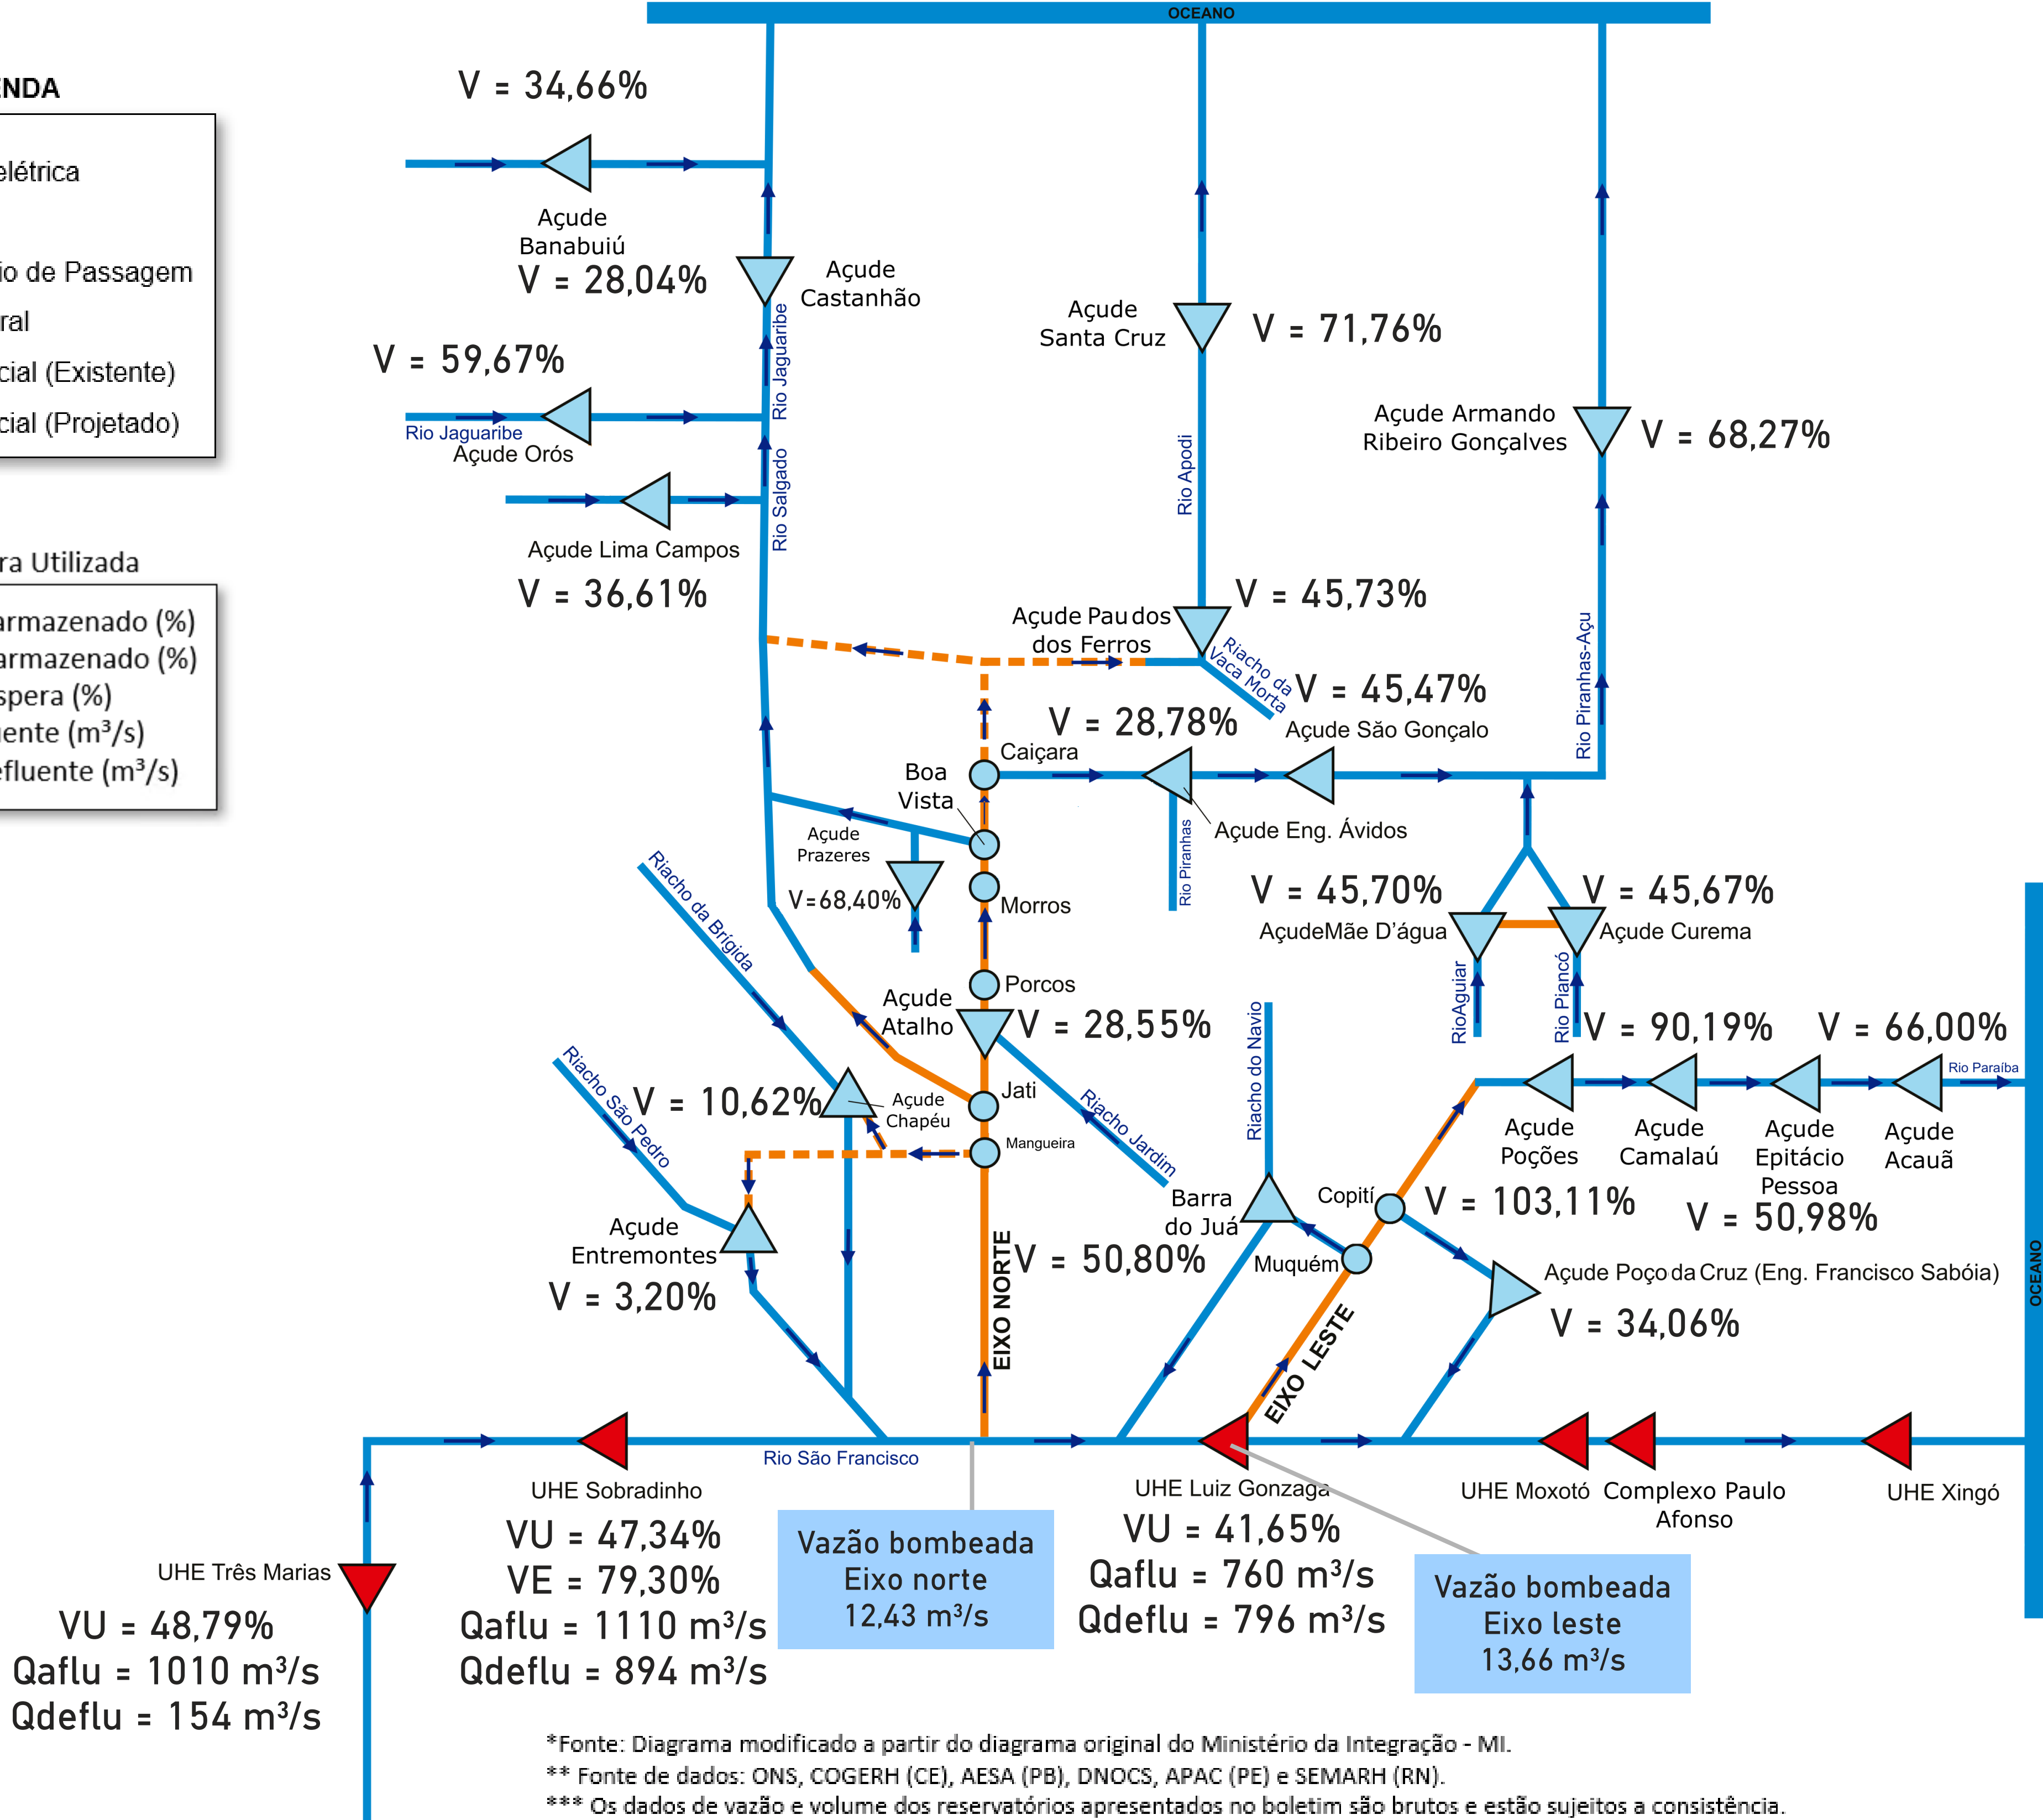 OCEANO
ENDA
elétrica
io de Passagem
ral
cial (Existente)
cial (Projetado)
ra Utilizada
armazenado (%)
armazenado (%)
spera (%)
uente (m³/s)
efluente (m³/s)
V = 34,66%
Açude
Banabuiú
V = 28,04%
Açude
Castanhão
Rio Jaguaribe
V = 59,67%
Rio Jaguaribe
Açude Orós
Rio Salgado
Açude Lima Campos
V = 36,61%
Açude
Santa Cruz
V = 71,76%
Rio Apodi
Açude Armando
Ribeiro Gonçalves
V = 68,27%
Rio Piranhas-Açu
Açude Pau dos
dos Ferros
V = 45,73%
Riacho da
Vaca Morta
V = 45,47%
Açude São Gonçalo
V = 28,78%
Caiçara
Boa
Vista
Açude Eng. Ávidos
Rio Piranhas
Açude
Prazeres
V=68,40%
Morros
Porcos
Riacho da Brígida
Açude
Atalho
V = 28,55%
V = 45,70%
AçudeMãe D'água
V = 45,67%
Açude Curema
RioAguiar
Rio Piancó
Riacho São Pedro
V = 10,62%
Açude
Chapéu
Jati
Mangueira
Riacho Jardim
Riacho do Navio
V = 90,19%
V = 66,00%
Rio Paraíba
Açude
Poções
Açude
Camalaú
Açude
Epitácio
Pessoa
Açude
Acauã
V = 103,11%
V = 50,98%
Barra
do Juá
Copití
Muquém
V = 50,80%
Açude
Entremontes
V = 3,20%
EIXO NORTE
EIXO LESTE
Açude Poço da Cruz (Eng. Francisco Sabóia)
V = 34,06%
OCEANO
Rio São Francisco
UHE Sobradinho
VU = 47,34%
VE = 79,30%
Qaflu = 1110 m³/s
Qdeflu = 894 m³/s
Vazão bombeada
Eixo norte
12,43 m³/s
UHE Luiz Gonzaga
VU = 41,65%
Qaflu = 760 m³/s
Qdeflu = 796 m³/s
Vazão bombeada
Eixo leste
13,66 m³/s
UHE Moxotó
Complexo Paulo
Afonso
UHE Xingó
UHE Três Marias
VU = 48,79%
Qaflu = 1010 m³/s
Qdeflu = 154 m³/s
*Fonte: Diagrama modificado a partir do diagrama original do Ministério da Integração - MI.
** Fonte de dados: ONS, COGERH (CE), AESA (PB), DNOCS, APAC (PE) e SEMARH (RN).
*** Os dados de vazão e volume dos reservatórios apresentados no boletim são brutos e estão sujeitos a consistência.